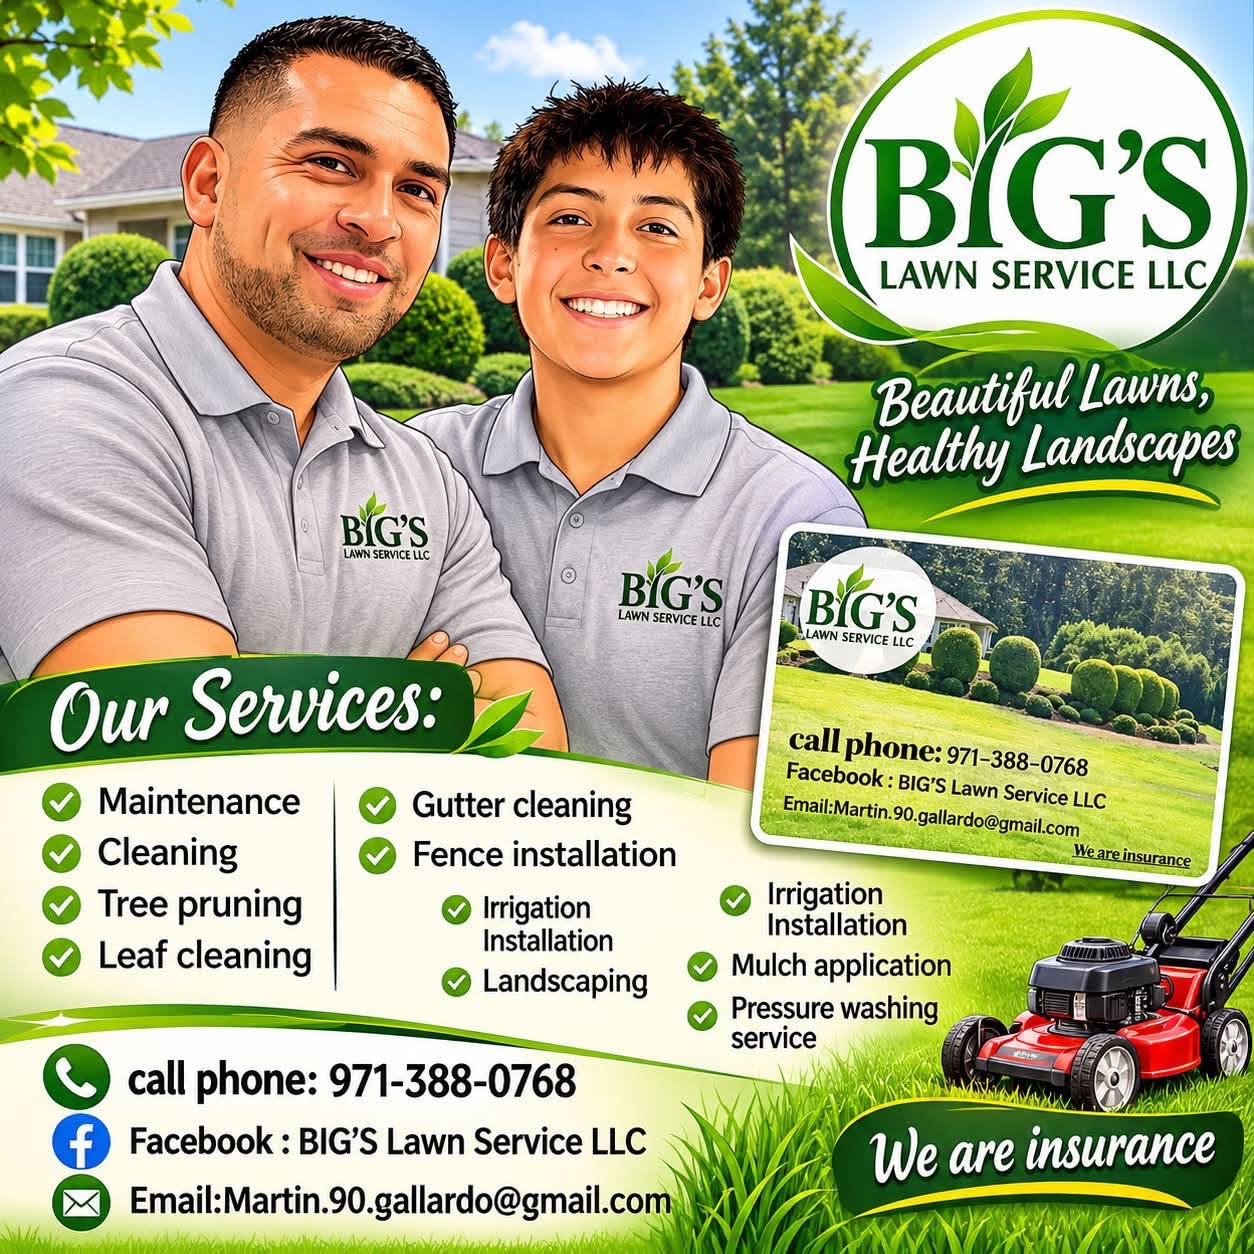 BIG'S
LAWN SERVICE LLC
Beautiful Lawns,
Healthy Landscapes
BIG'S
LAWN SERVICE LLC
BIG'S
LAWN SERVICE LLC
BIG'S
LAWN SERVICE LLC
call phone: 971-388-0768
Facebook : BIG'S Lawn Service LLC
Email:Martin.90.gallardo@gmail.com
We are insurance
Our Services:
Maintenance
Cleaning
Tree pruning
Leaf cleaning
Gutter cleaning
Fence installation
Irrigation
Installation
Landscaping
Irrigation
Installation
Mulch application
Pressure washing
service
call phone: 971-388-0768
Facebook : BIG'S Lawn Service LLC
Email:Martin.90.gallardo@gmail.com
We are insurance